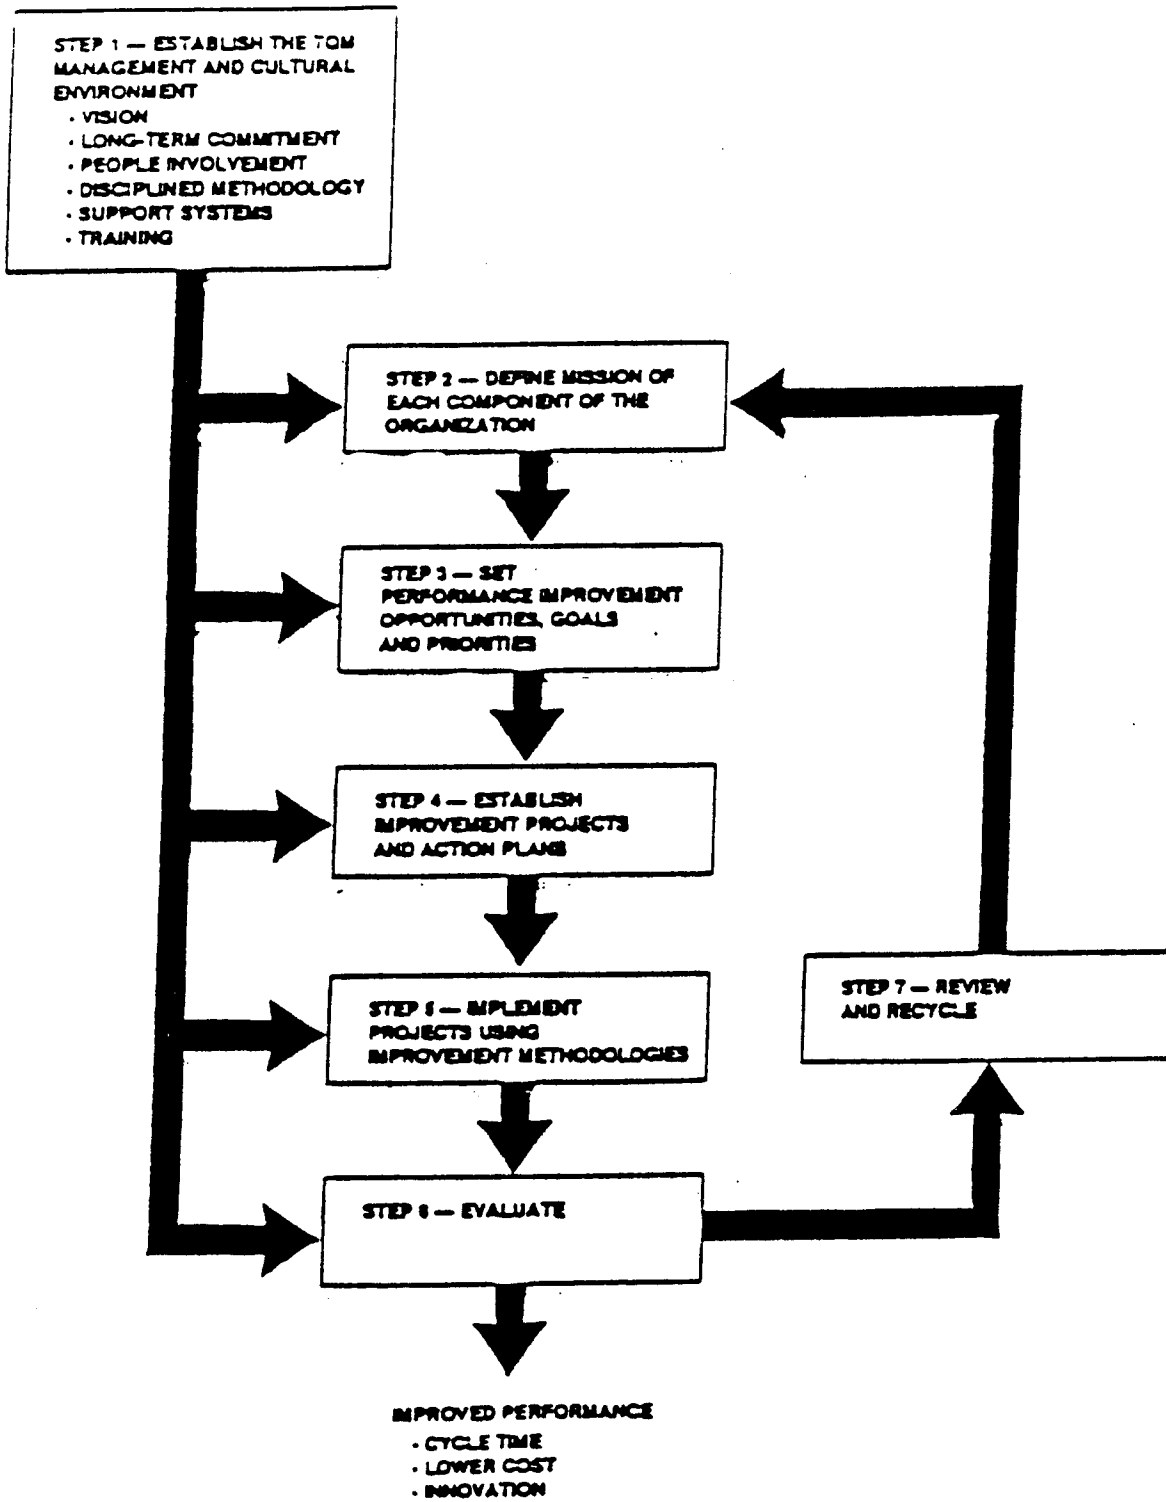 STEP 1 — ESTABLISH THE TQM
MANAGEMENT AND CULTURAL
ENVIRONMENT
· VISION
· LONG-TERM COMMITMENT
· PEOPLE INVOLVEMENT
· DISCIPLINED METHODOLOGY
· SUPPORT SYSTEMS
· TRAINING
STEP 2 — DEFINE MISSION OF
EACH COMPONENT OF THE
ORGANIZATION
STEP 3 — SET
PERFORMANCE IMPROVEMENT
OPPORTUNITIES, GOALS
AND PRIORITIES
STEP 4 — ESTABLISH
IMPROVEMENT PROJECTS
AND ACTION PLANS
STEP 5 — IMPLEMENT
PROJECTS USING
IMPROVEMENT METHODOLOGIES
STEP 6 — EVALUATE
STEP 7 — REVIEW
AND RECYCLE
IMPROVED PERFORMANCE
· CYCLE TIME
· LOWER COST
· INNOVATION